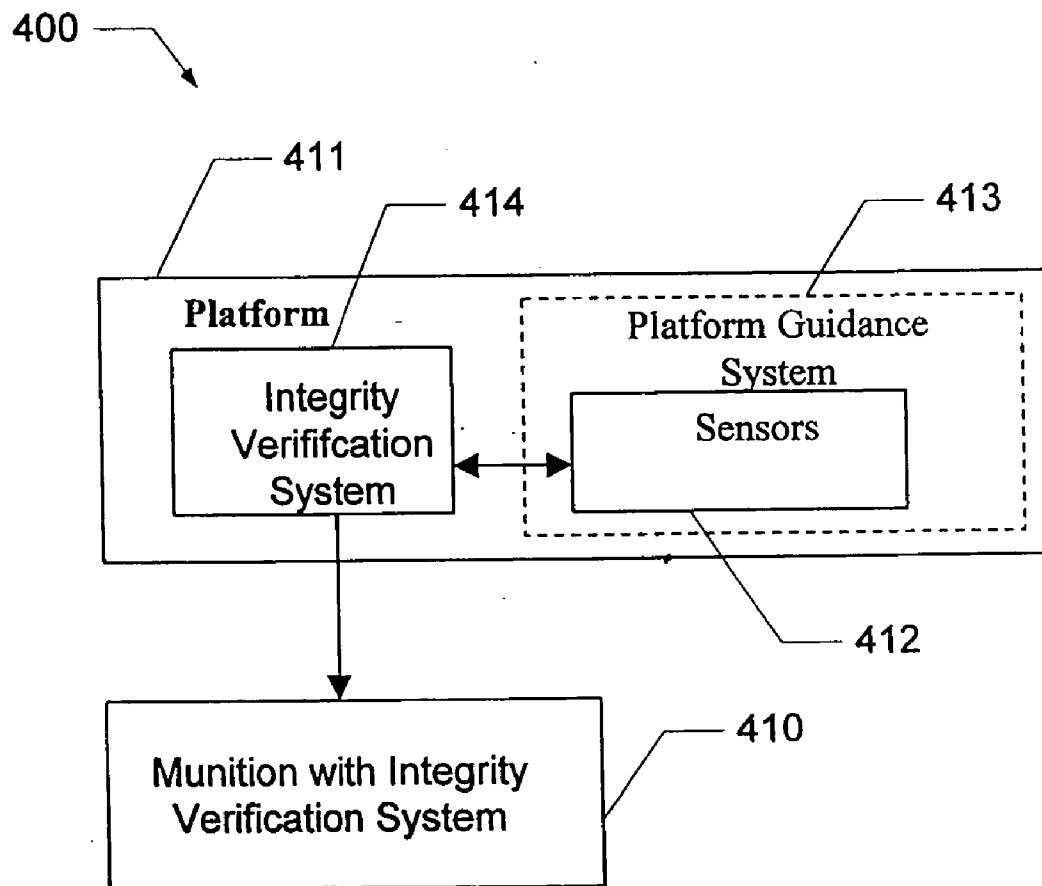 400
411
414
413
Platform
Platform Guidance
System
Integrity
Verififcation
System
Sensors
412
410
Munition with Integrity
Verification System